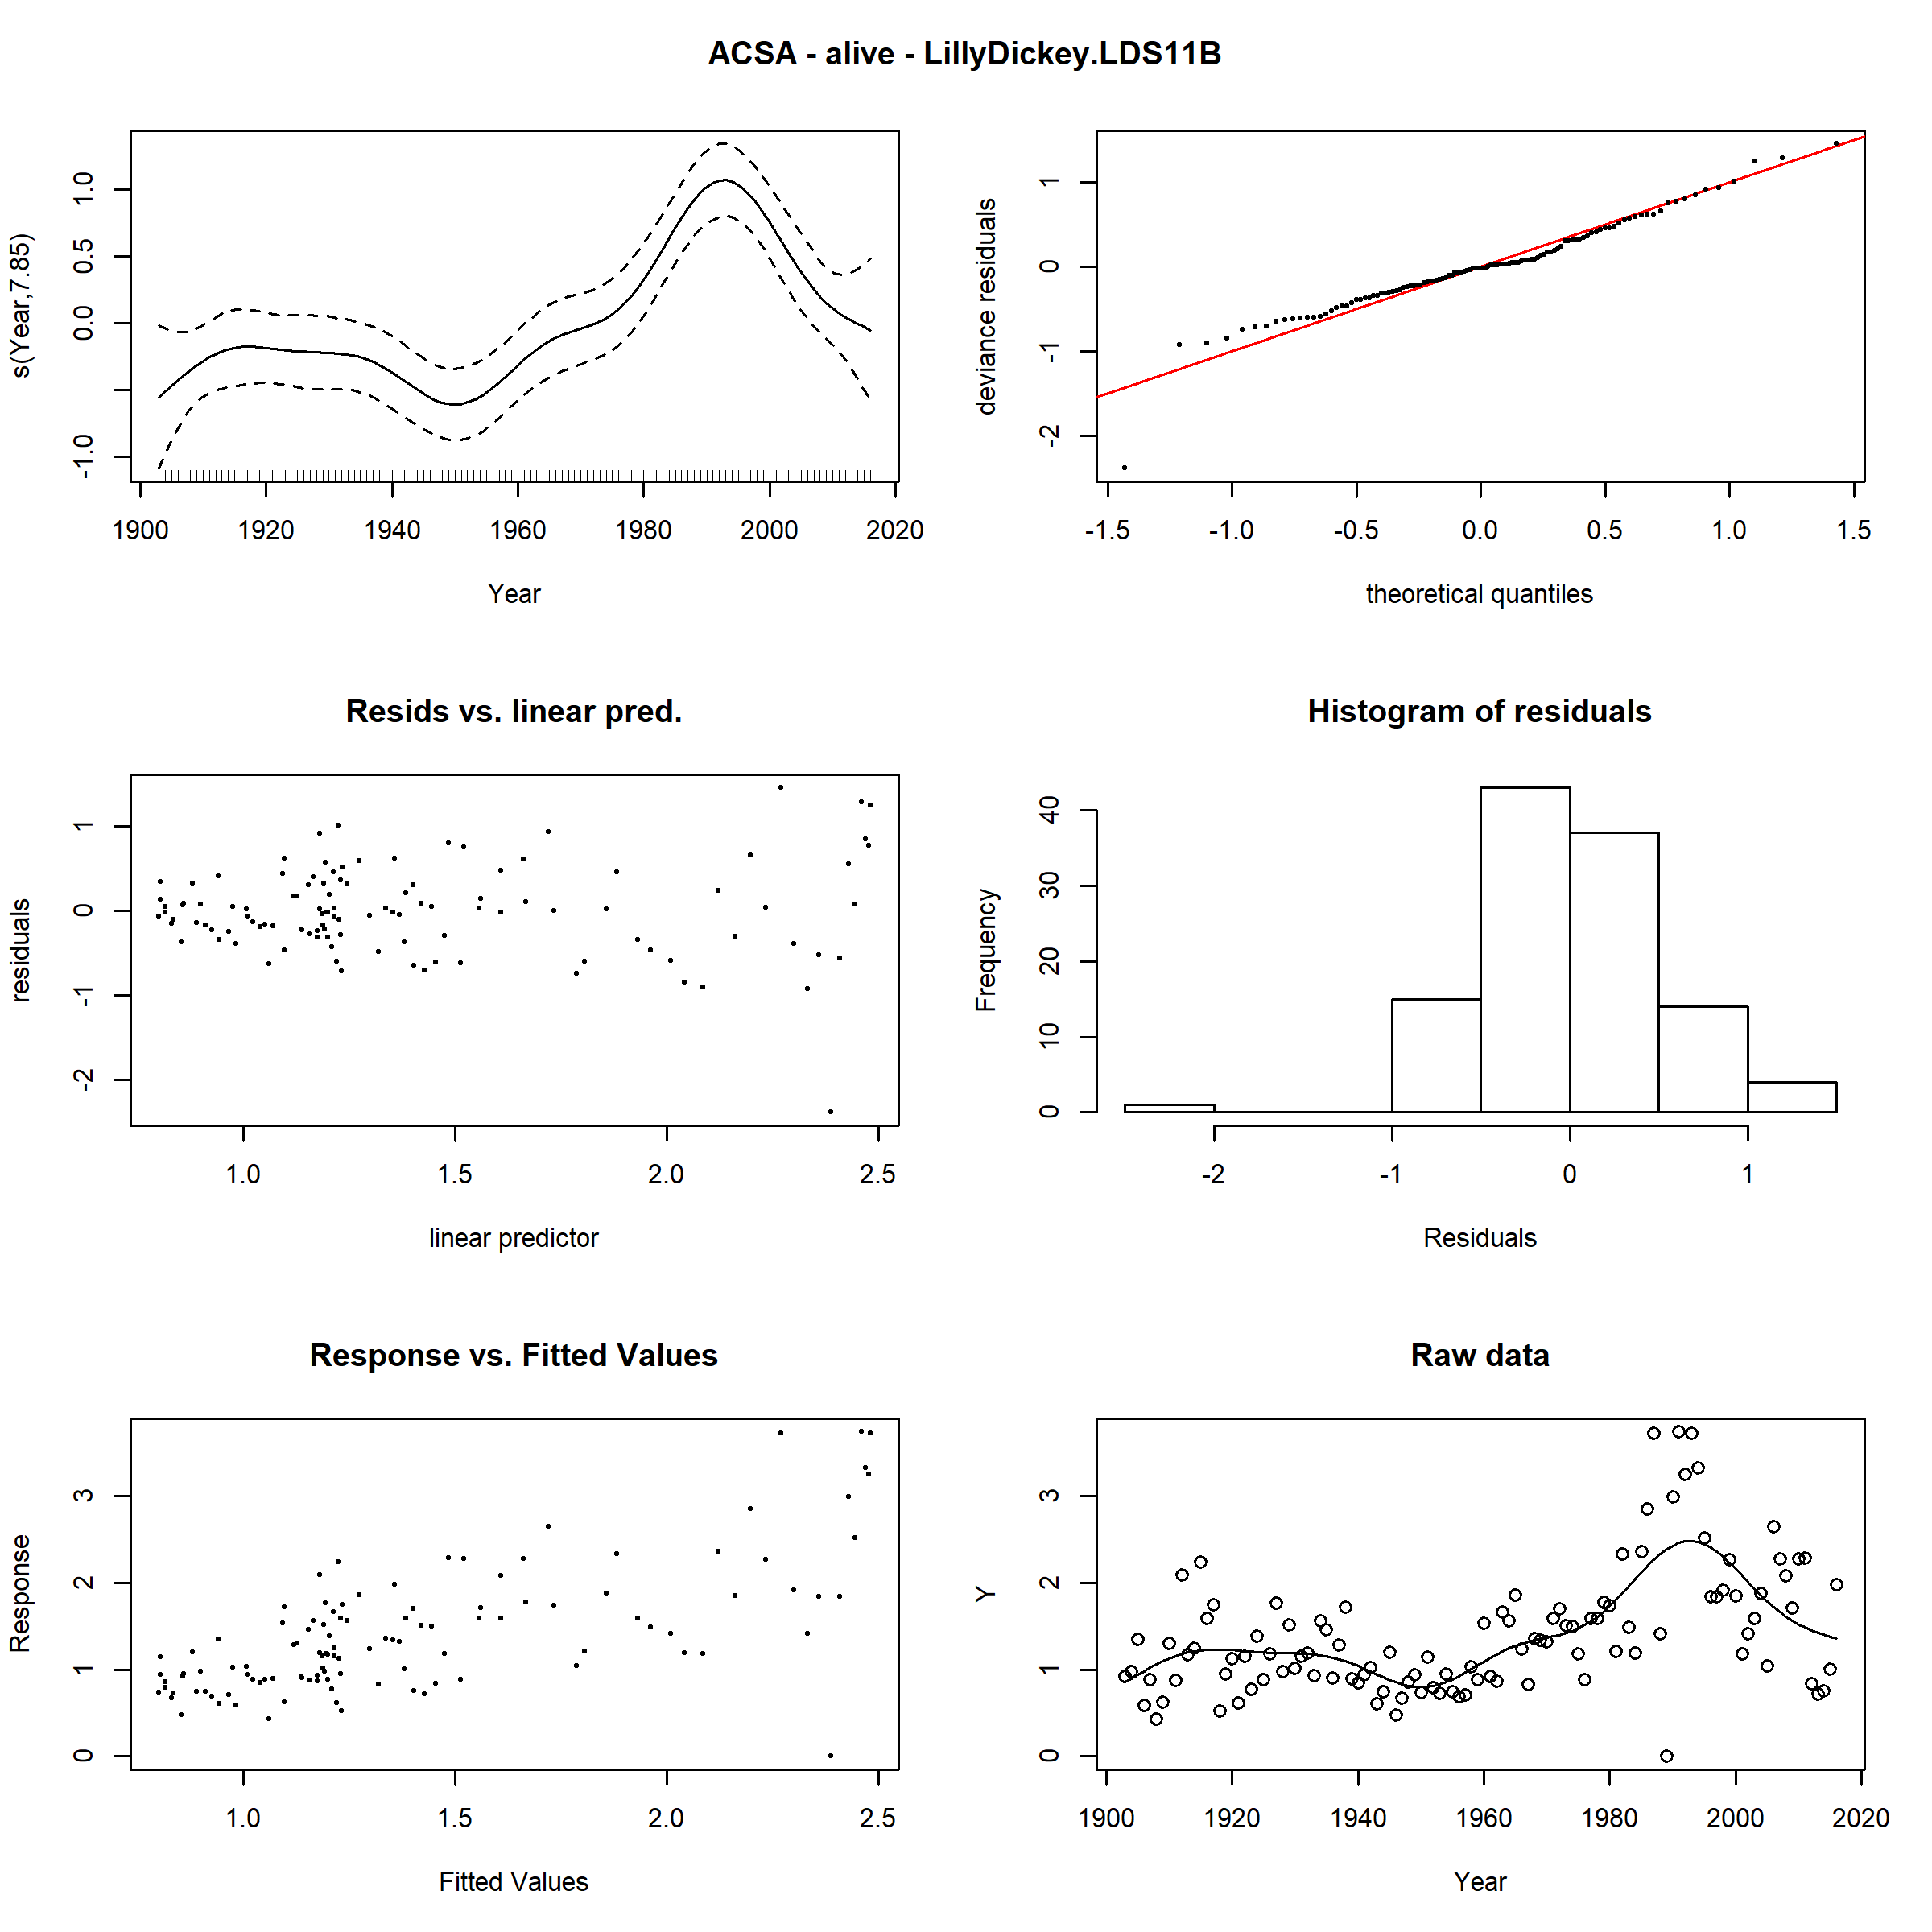 ACSA - alive - LillyDickey.LDS11B
s(Year,7.85)
-1.0 0.0 0.5 1.0
1900 1920 1940 1960 1980 2000 2020
Year
deviance residuals
-2 -1 0 1
-1.5 -1.0 -0.5 0.0 0.5 1.0 1.5
theoretical quantiles
Resids vs. linear pred.
residuals
-2 -1 0 1
1.0 1.5 2.0 2.5
linear predictor
Histogram of residuals
Frequency
0 10 20 30 40
-2 -1 0 1
Residuals
Response vs. Fitted Values
Response
0 1 2 3
1.0 1.5 2.0 2.5
Fitted Values
Raw data
Y
0 1 2 3
1900 1920 1940 1960 1980 2000 2020
Year